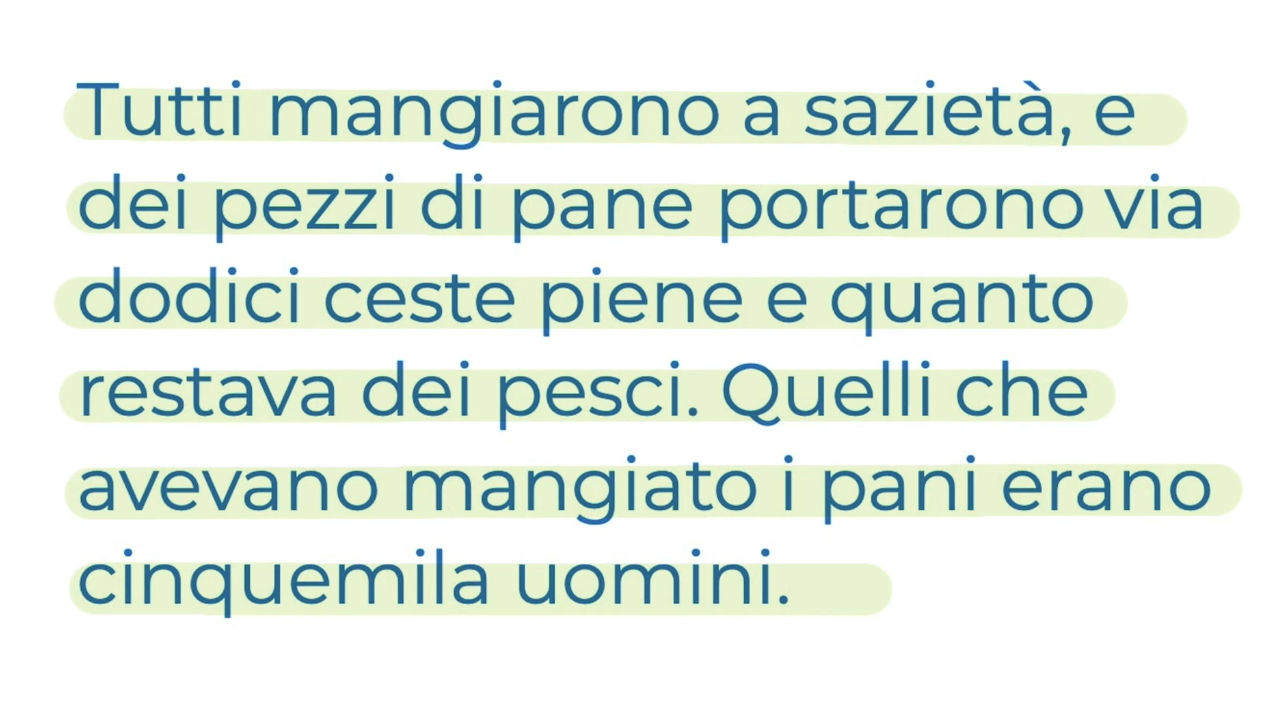 Tutti mangiarono a sazietà, e
dei pezzi di pane portarono via
dodici ceste piene e quanto
restava dei pesci. Quelli che
avevano mangiato i pani erano
cinquemila uomini.